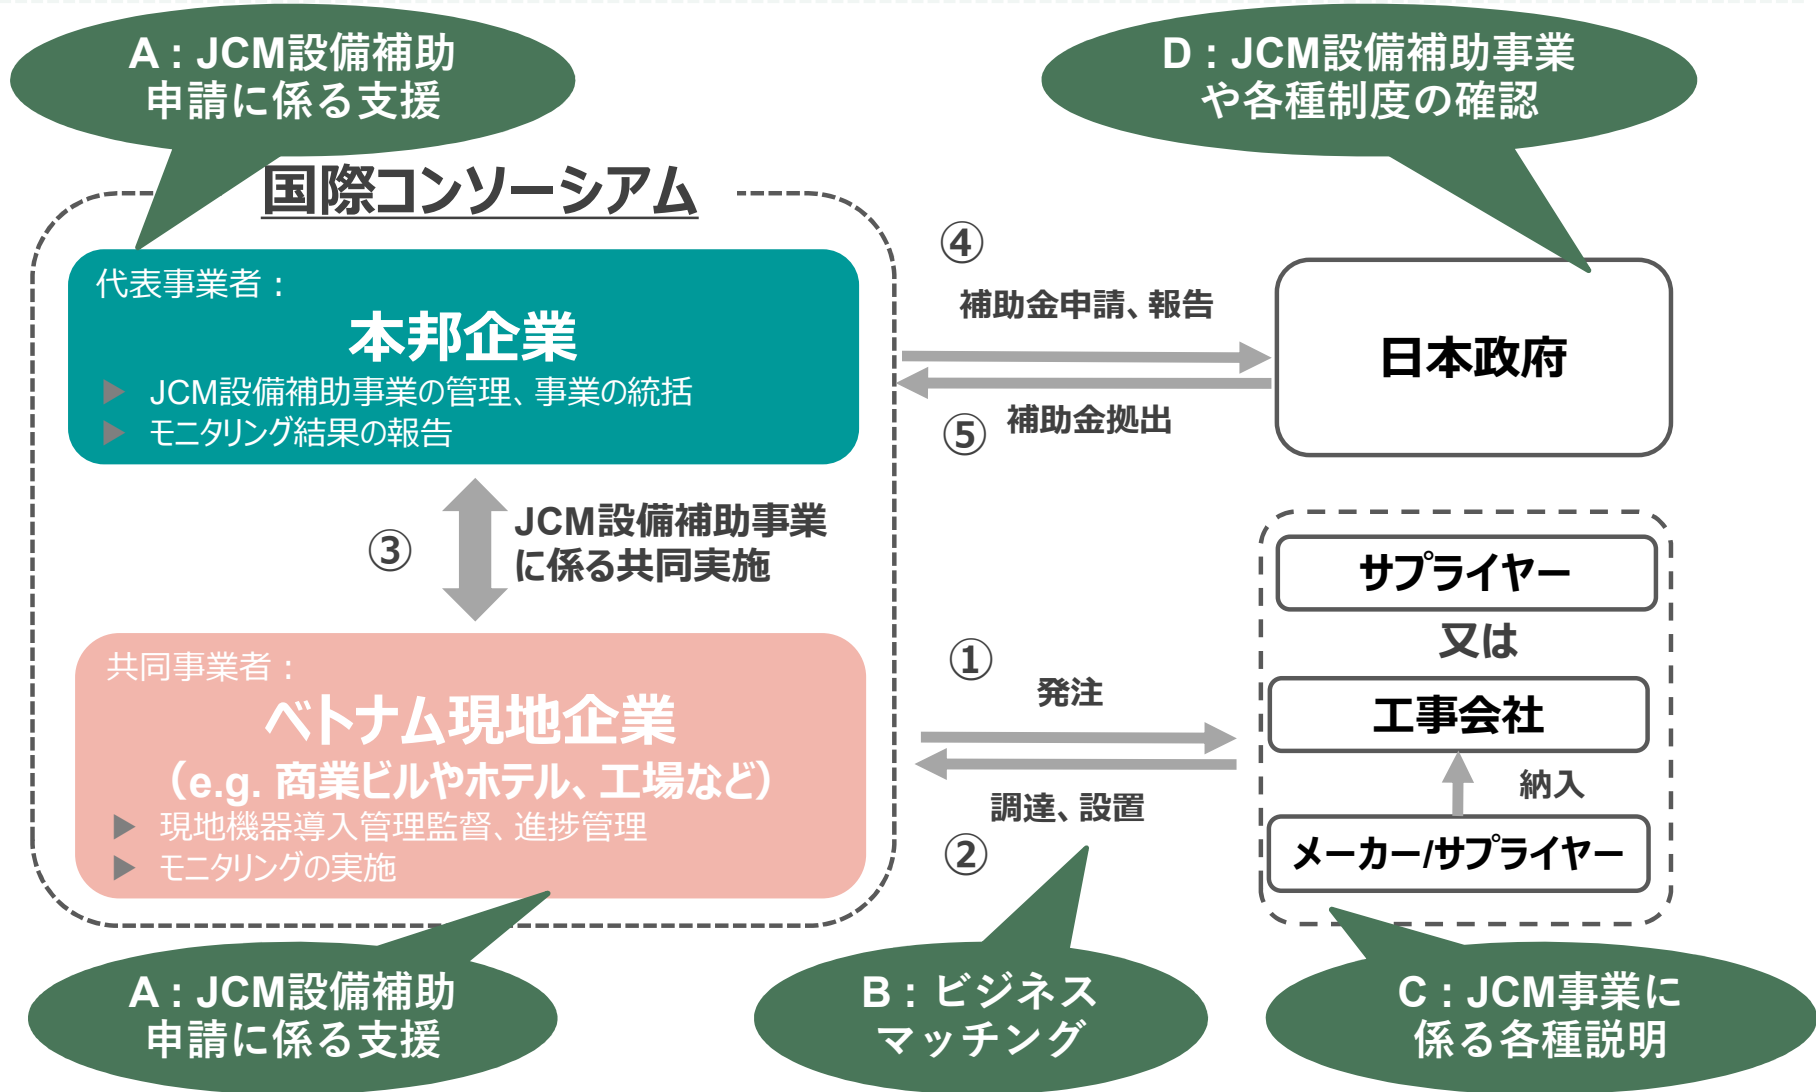 A：JCM設備補助
申請に係る支援
D：JCM設備補助事業
や各種制度の確認
国際コンソーシアム
代表事業者：
本邦企業
JCM設備補助事業の管理、事業の統括
モニタリング結果の報告
④
補助金申請、報告
補助金拠出
⑤
日本政府
③
JCM設備補助事業
に係る共同実施
共同事業者：
ベトナム現地企業
（e.g. 商業ビルやホテル、工場など）
現地機器導入管理監督、進捗管理
モニタリングの実施
①
発注
調達、設置
②
サプライヤー
又は
工事会社
納入
メーカー/サプライヤー
A：JCM設備補助
申請に係る支援
B：ビジネス
マッチング
C：JCM事業に
係る各種説明